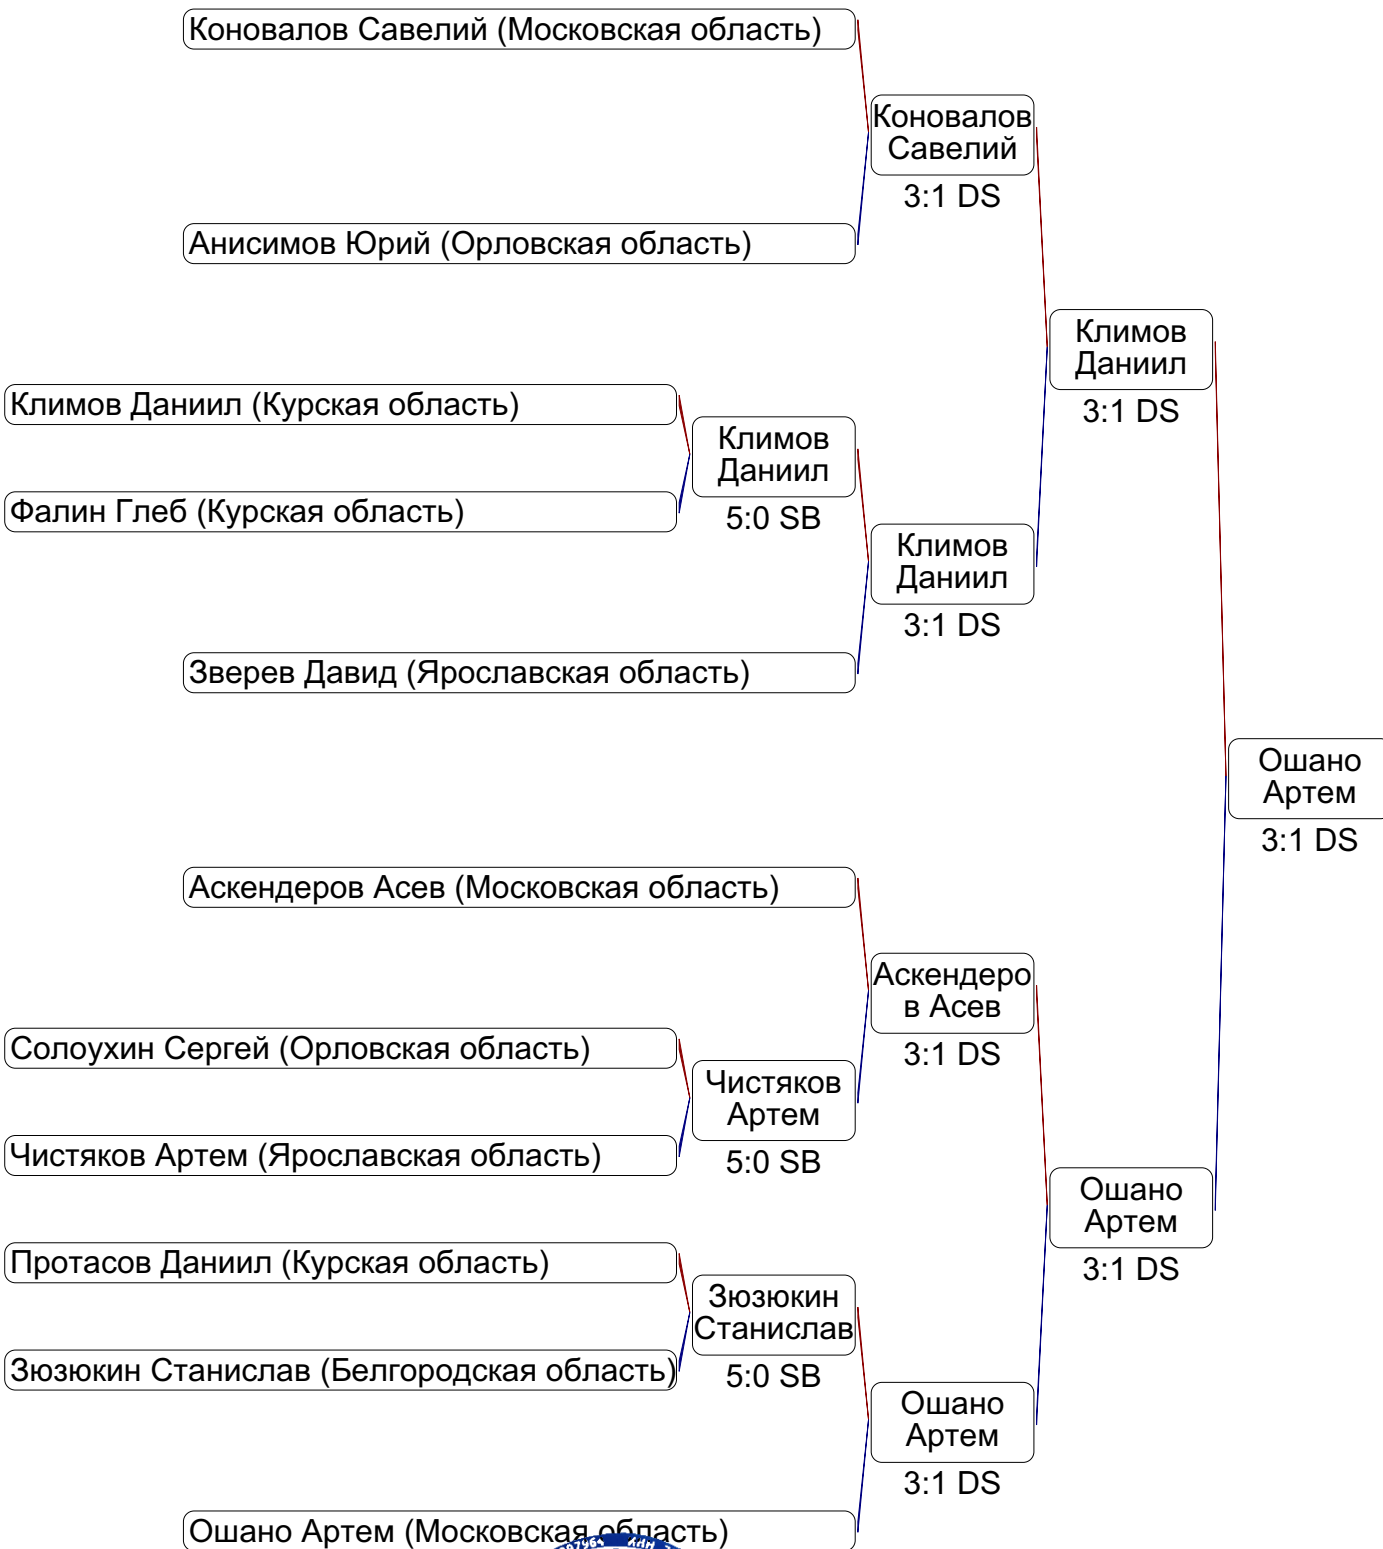 Коновалов Савелий (Московская область)
Коновалов
Савелий
3:1 DS
Анисимов Юрий (Орловская область)
Климов
Даниил
3:1 DS
Климов Даниил (Курская область)
Климов
Даниил
5:0 SB
Фалин Глеб (Курская область)
Климов
Даниил
3:1 DS
Зверев Давид (Ярославская область)
Ошано
Артем
3:1 DS
Аскендеров Асев (Московская область)
Аскендеро
в Асев
3:1 DS
Солоухин Сергей (Орловская область)
Чистяков
Артем
5:0 SB
Чистяков Артем (Ярославская область)
Ошано
Артем
3:1 DS
Протасов Даниил (Курская область)
Зюзюкин
Станислав
5:0 SB
Зюзюкин Станислав (Белгородская область)
Ошано
Артем
3:1 DS
Ошано Артем (Московская область)